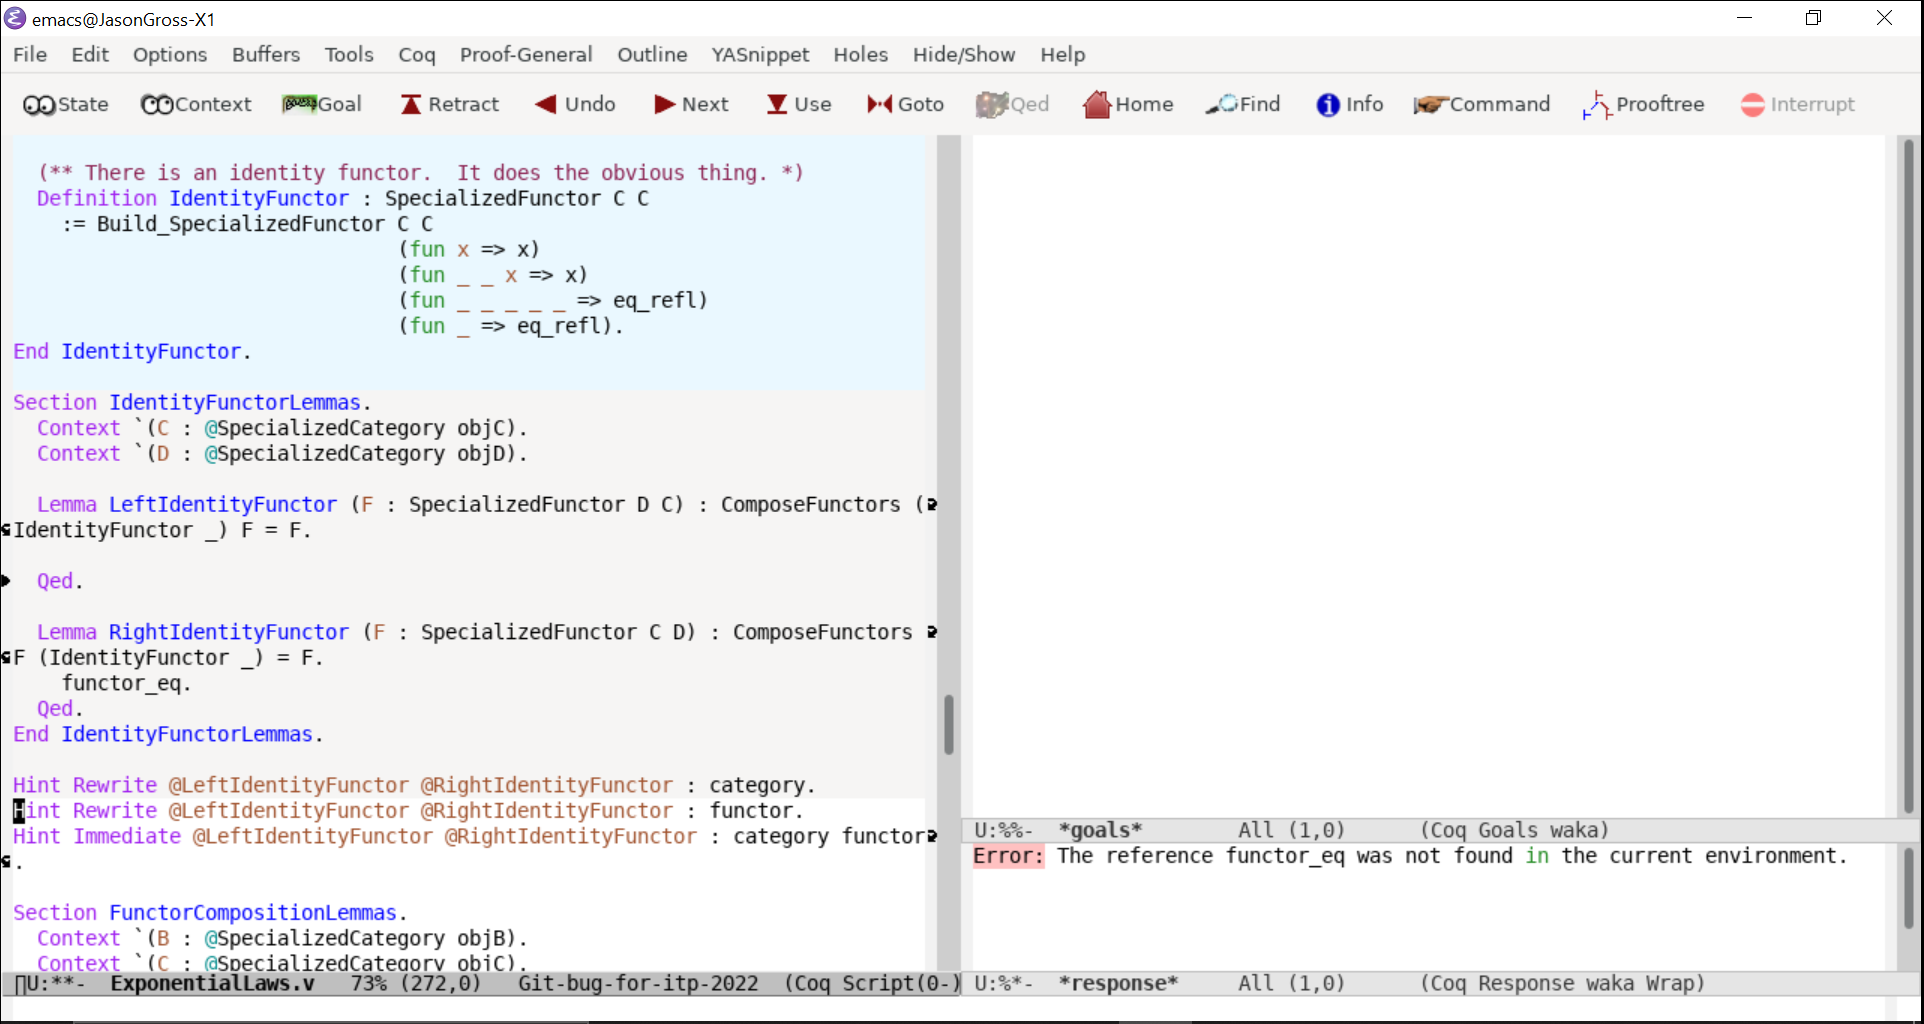 emacs@JasonGross-X1
File Edit Options Buffers Tools Coq Proof-General Outline YASnippet Holes Hide/Show Help
State Context Goal Retract Undo Next Use Goto Qed Home Find Info Command Prooftree Interrupt
(** There is an identity functor.  It does the obvious thing. *)
Definition IdentityFunctor : SpecializedFunctor C C
:= Build_SpecializedFunctor C C
(fun x => x)
(fun _ _ x => x)
(fun _ _ _ _ _ => eq_refl)
(fun _ => eq_refl).
End IdentityFunctor.
Section IdentityFunctorLemmas.
Context `(C : @SpecializedCategory objC).
Context `(D : @SpecializedCategory objD).
Lemma LeftIdentityFunctor (F : SpecializedFunctor D C) : ComposeFunctors (
IdentityFunctor _) F = F.
Qed.
Lemma RightIdentityFunctor (F : SpecializedFunctor C D) : ComposeFunctors
F (IdentityFunctor _) = F.
functor_eq.
Qed.
End IdentityFunctorLemmas.
Hint Rewrite @LeftIdentityFunctor @RightIdentityFunctor : category.
Hint Rewrite @LeftIdentityFunctor @RightIdentityFunctor : functor.
Hint Immediate @LeftIdentityFunctor @RightIdentityFunctor : category functor
.
Section FunctorCompositionLemmas.
Context `(B : @SpecializedCategory objB).
Context `(C : @SpecializedCategory objC).
U:**-  ExponentialLaws.v   73% (272,0)   Git-bug-for-itp-2022  (Coq Script(0-)
U:%%-  *goals*        All (1,0)      (Coq Goals waka)
Error: The reference functor_eq was not found in the current environment.
U:%*-  *response*     All (1,0)      (Coq Response waka Wrap)